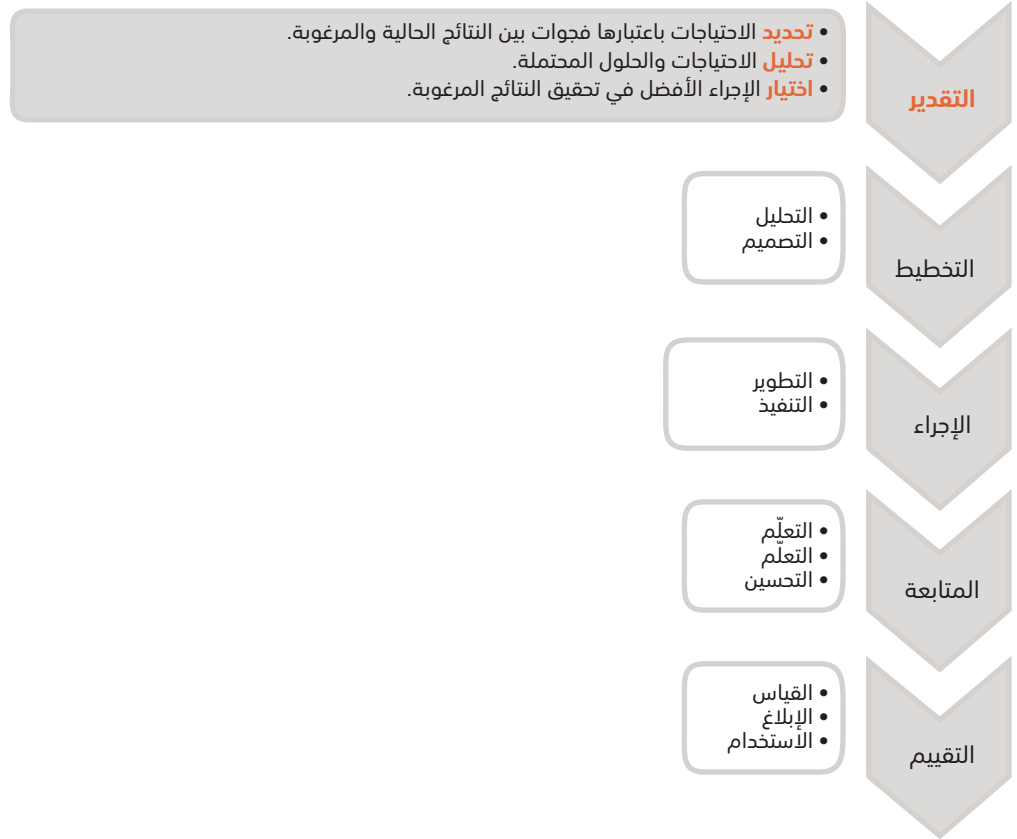 التقدير
• تحديد الاحتياجات باعتبارها فجوات بين النتائج الحالية والمرغوبة.
• تحليل الاحتياجات والحلول المحتملة.
• اختيار الإجراء الأفضل في تحقيق النتائج المرغوبة.
التخطيط
• التحليل
• التصميم
الإجراء
• التطوير
• التنفيذ
المتابعة
• التعلّم
• التعلّم
• التحسين
التقييم
• القياس
• الإبلاغ
• الاستخدام